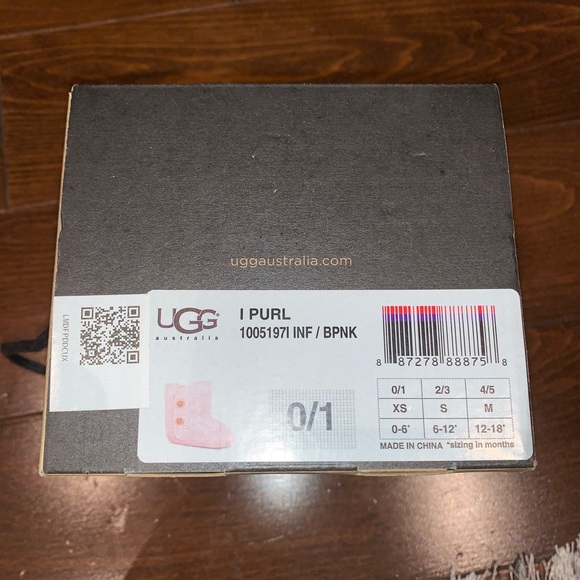 uggaustralia.com
LMDFPDDCUX
UGG
australia
I PURL
1005197I INF / BPNK
8 87278 88875 8
0/1
0/1 2/3 4/5
XS S M
0-6* 6-12* 12-18*
MADE IN CHINA *sizing in months